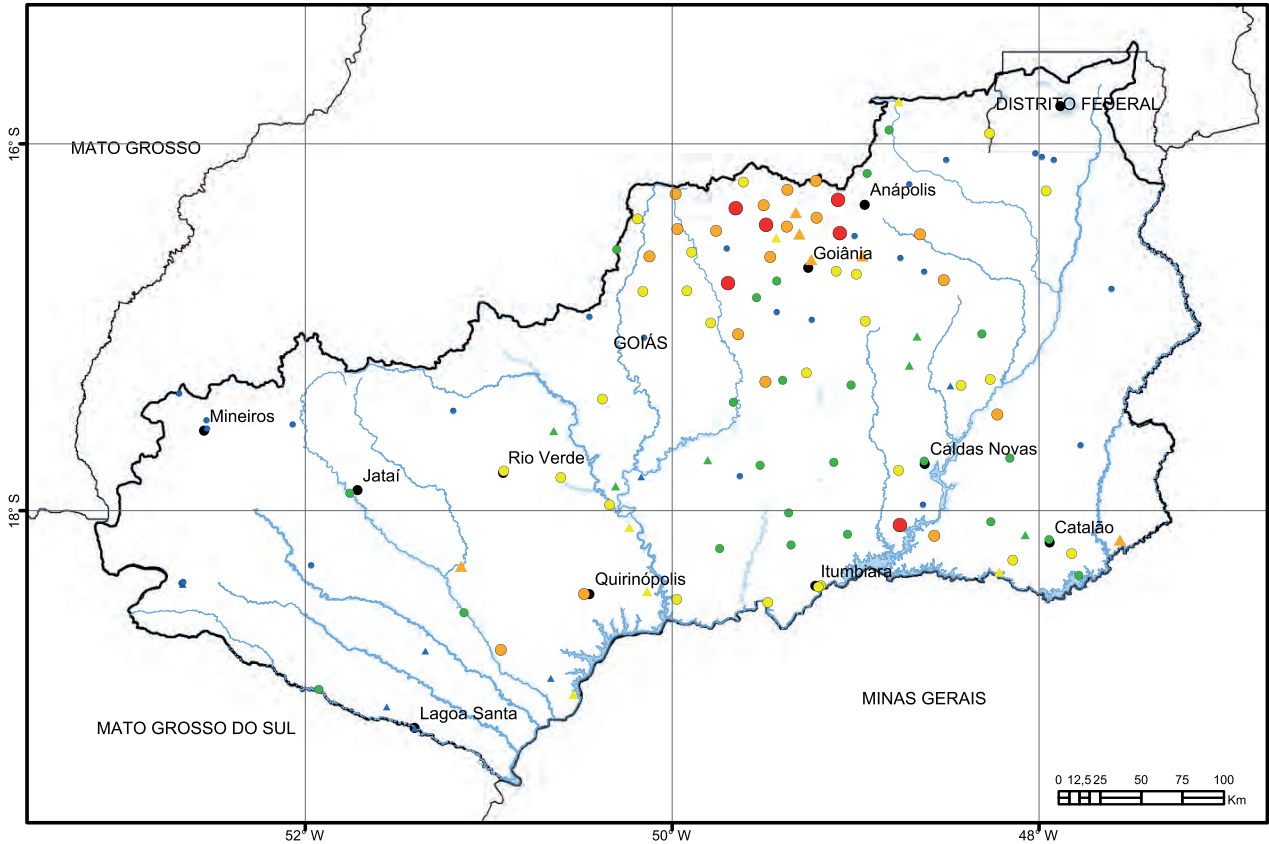 DISTRITO FEDERAL
MATO GROSSO
16° S
Anápolis
Goiânia
GOIÁS
Mineiros
Caldas Novas
Rio Verde
Jataí
18° S
Catalão
Itumbiara
Quirinópolis
MINAS GERAIS
Lagoa Santa
MATO GROSSO DO SUL
0 12,5 25 50 75 100
Km
52° W 50° W 48° W